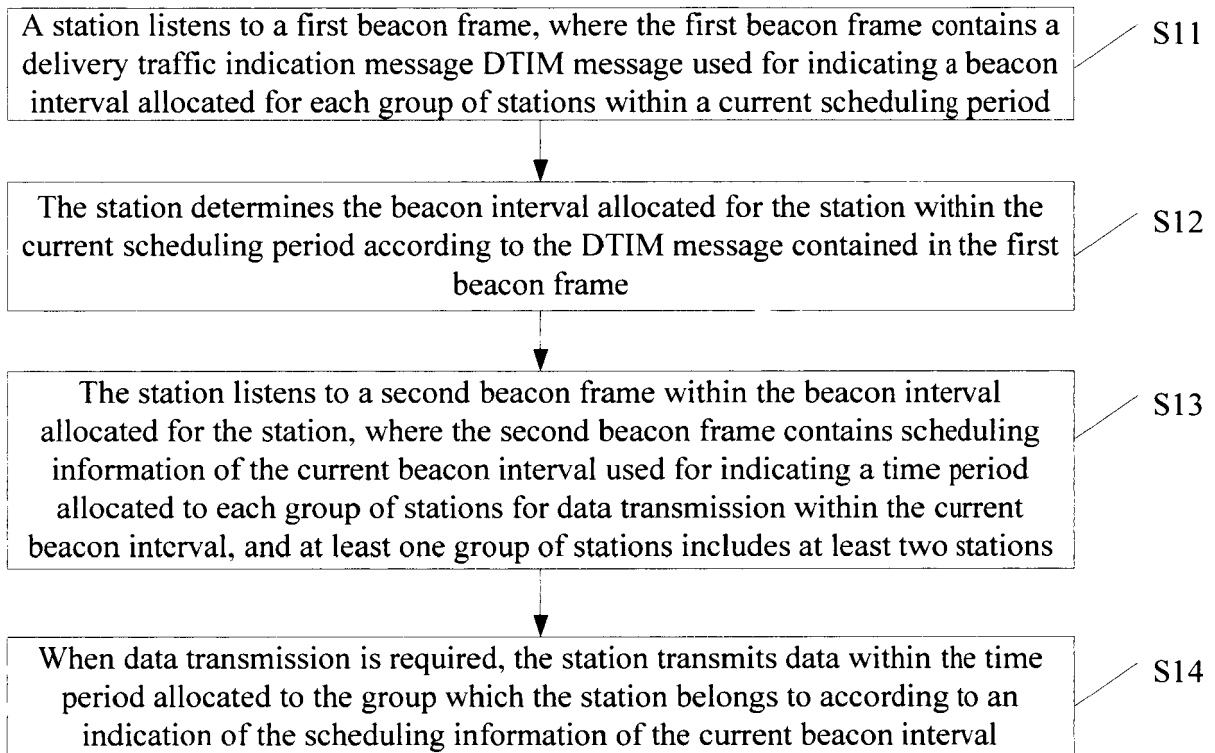 A station listens to a first beacon frame, where the first beacon frame contains a
delivery traffic indication message DTIM message used for indicating a beacon
interval allocated for each group of stations within a current scheduling period
S11
The station determines the beacon interval allocated for the station within the
current scheduling period according to the DTIM message contained in the first
beacon frame
S12
The station listens to a second beacon frame within the beacon interval
allocated for the station, where the second beacon frame contains scheduling
information of the current beacon interval used for indicating a time period
allocated to each group of stations for data transmission within the current
beacon interval, and at least one group of stations includes at least two stations
S13
When data transmission is required, the station transmits data within the time
period allocated to the group which the station belongs to according to an
indication of the scheduling information of the current beacon interval
S14